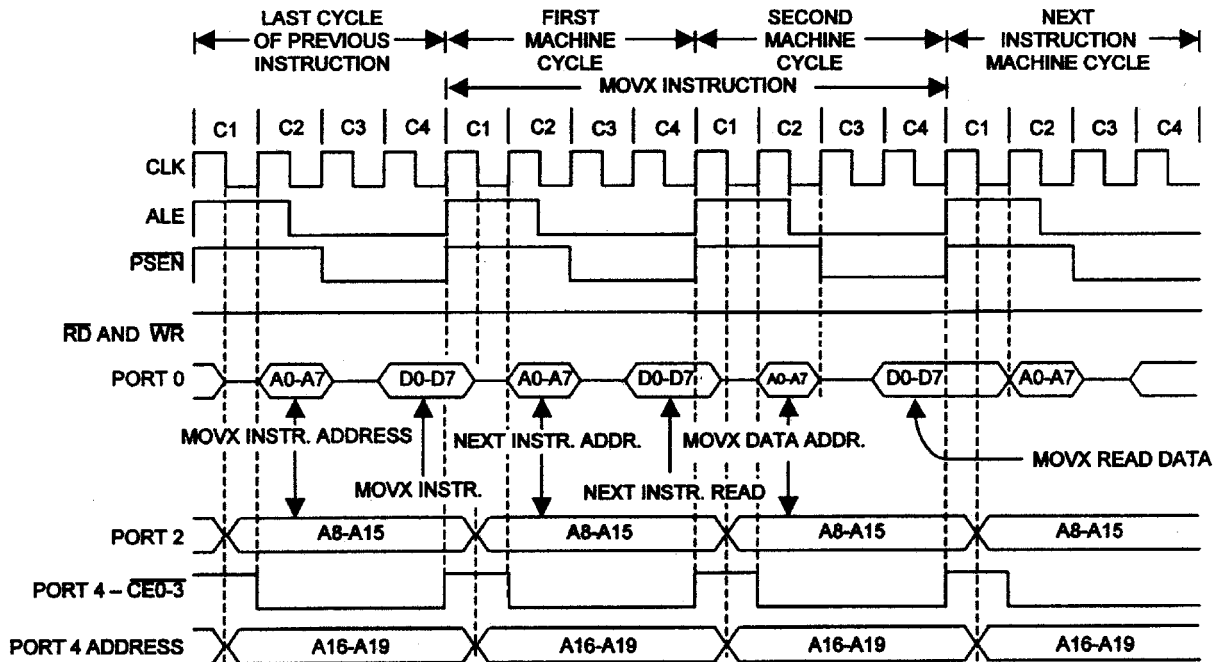 LAST CYCLE
OF PREVIOUS
INSTRUCTION
FIRST
MACHINE
CYCLE
SECOND
MACHINE
CYCLE
NEXT
INSTRUCTION
MACHINE CYCLE
MOVX INSTRUCTION
C1 C2 C3 C4 C1 C2 C3 C4 C1 C2 C3 C4 C1 C2 C3 C4
CLK
ALE
PSEN
RD AND WR
PORT 0 A0-A7 D0-D7 A0-A7 D0-D7 A0-A7 D0-D7 A0-A7
MOVX INSTR. ADDRESS NEXT INSTR. ADDR. MOVX DATA ADDR.
MOVX READ DATA
MOVX INSTR. NEXT INSTR. READ
PORT 2 A8-A15 A8-A15 A8-A15 A8-A15
PORT 4 – CE0-3
PORT 4 ADDRESS A16-A19 A16-A19 A16-A19 A16-A19